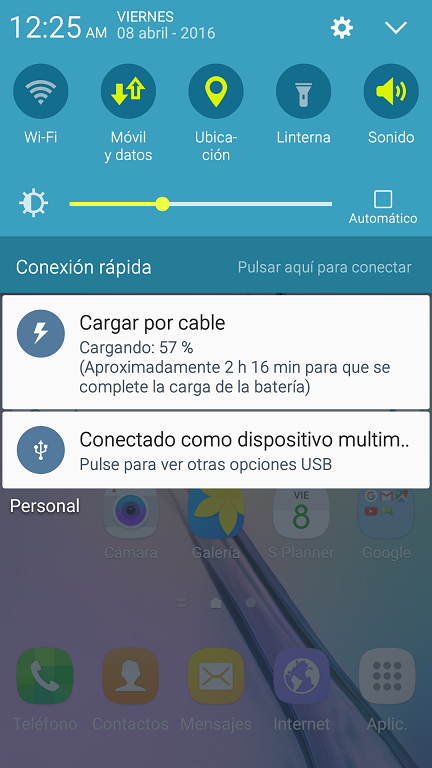 12:25 AM
VIERNES
08 abril - 2016
Wi-Fi
Móvil
y datos
Ubica-
ción
Linterna
Sonido
Automático
Conexión rápida
Pulsar aquí para conectar
Cargar por cable
Cargando: 57 %
(Aproximadamente 2 h 16 min para que se
complete la carga de la batería)
Conectado como dispositivo multim..
Pulse para ver otras opciones USB
Personal
VIE
8
Cámara
Galería
S Planner
Google
Teléfono
Contactos
Mensajes
Internet
Aplic.